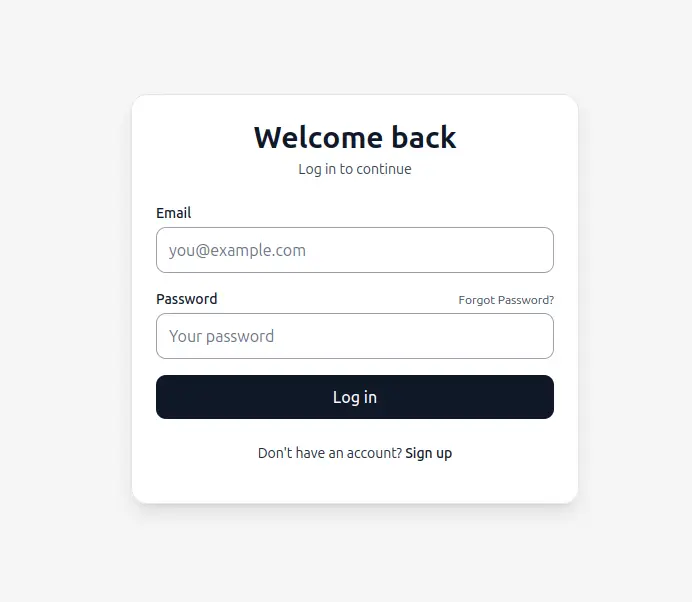 Welcome back
Log in to continue
Email
you@example.com
Password Forgot Password?
Your password
Log in
Don't have an account? Sign up